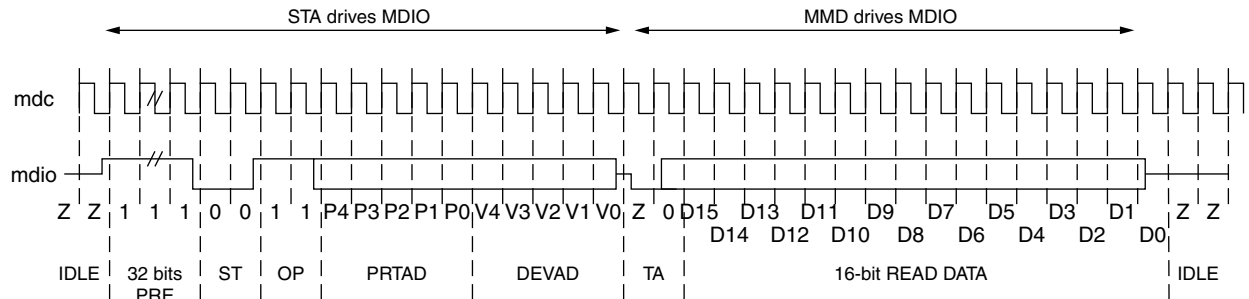 STA drives MDIO MMD drives MDIO
mdc
mdio
Z Z 1 1 1 0 0 1 1 P4 P3 P2 P1 P0 V4 V3 V2 V1 V0 Z 0 D15 D13 D11 D9 D7 D5 D3 D1 Z Z
D14 D12 D10 D8 D6 D4 D2 D0
IDLE 32 bits ST OP PRTAD DEVAD TA 16-bit READ DATA IDLE
PRE